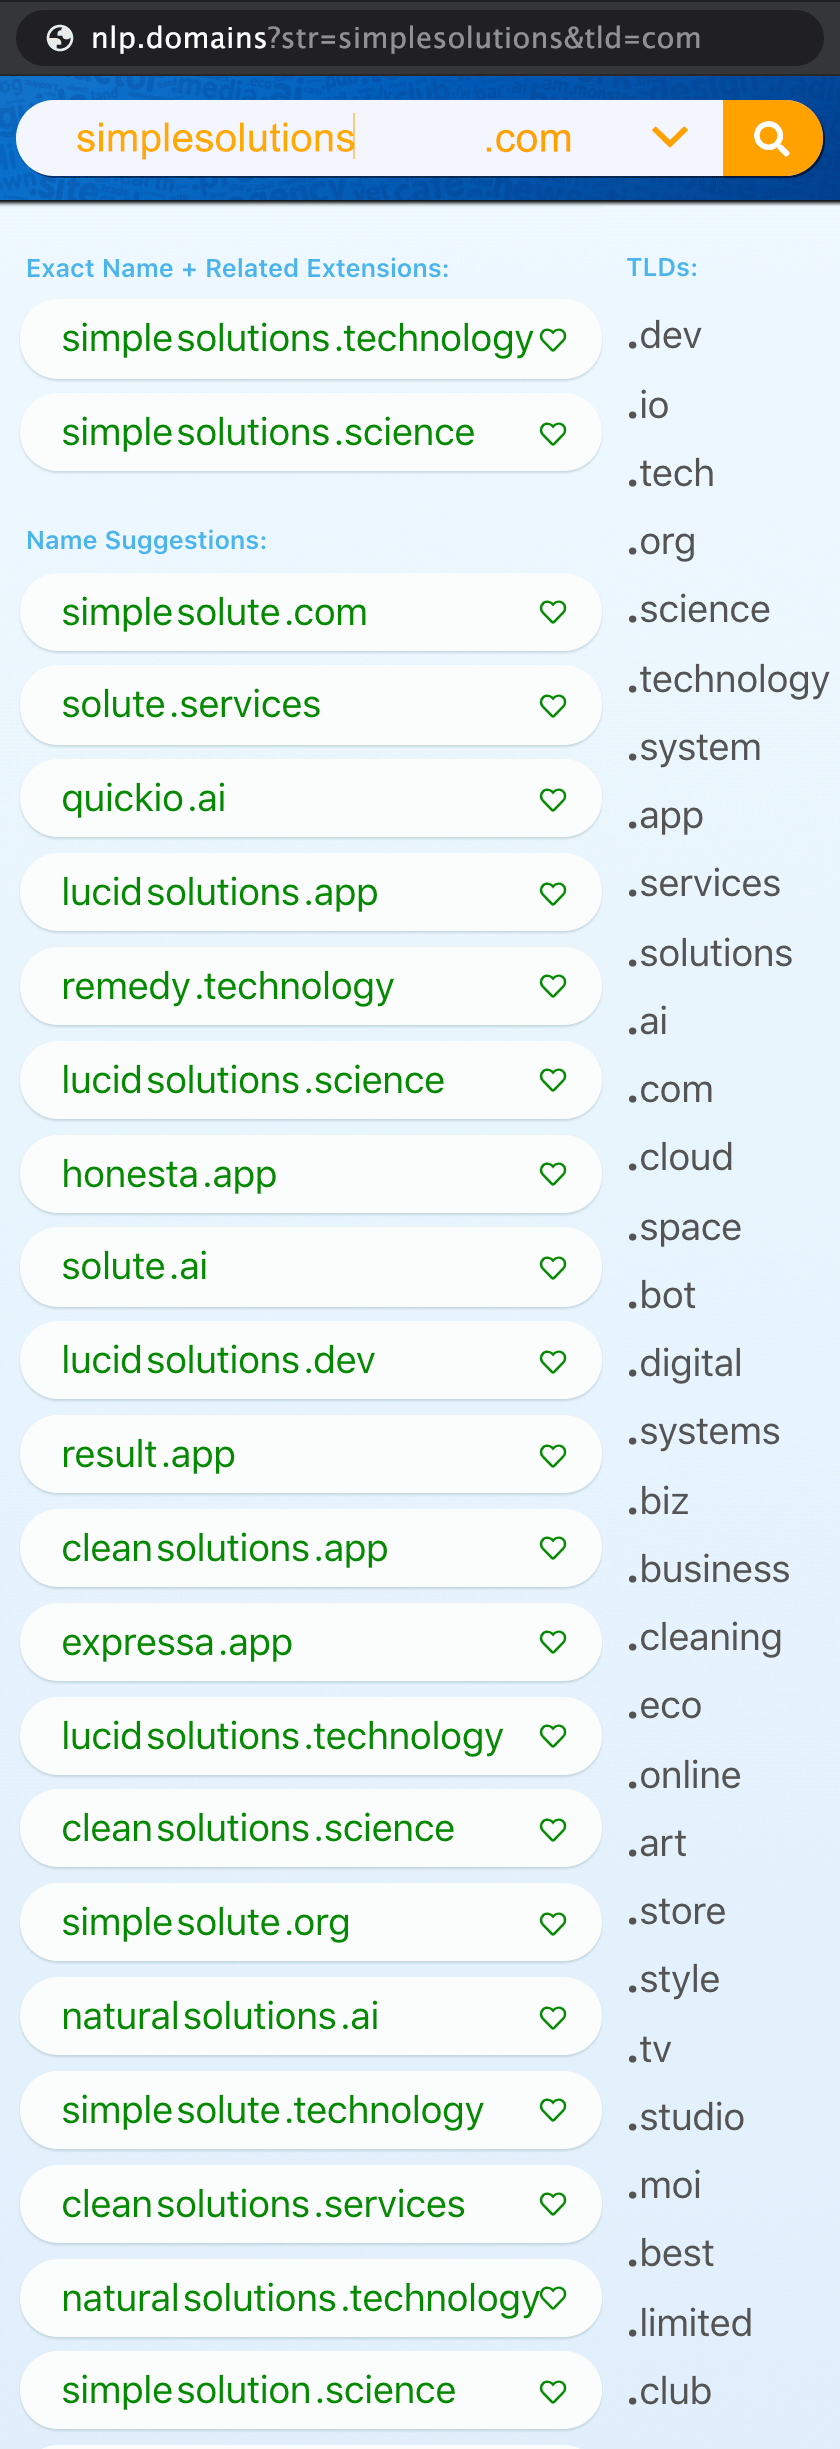 nlp.domains?str=simplesolutions&tld=com
simplesolutions .com
Exact Name + Related Extensions:
simplesolutions.technology
simplesolutions.science
Name Suggestions:
simplesolute.com
solute.services
quickio.ai
lucidsolutions.app
remedy.technology
lucidsolutions.science
honesta.app
solute.ai
lucidsolutions.dev
result.app
cleansolutions.app
expressa.app
lucidsolutions.technology
cleansolutions.science
simplesolute.org
naturalsolutions.ai
simplesolute.technology
cleansolutions.services
naturalsolutions.technology
simplesolution.science
TLDs:
.dev
.io
.tech
.org
.science
.technology
.system
.app
.services
.solutions
.ai
.com
.cloud
.space
.bot
.digital
.systems
.biz
.business
.cleaning
.eco
.online
.art
.store
.style
.tv
.studio
.moi
.best
.limited
.club